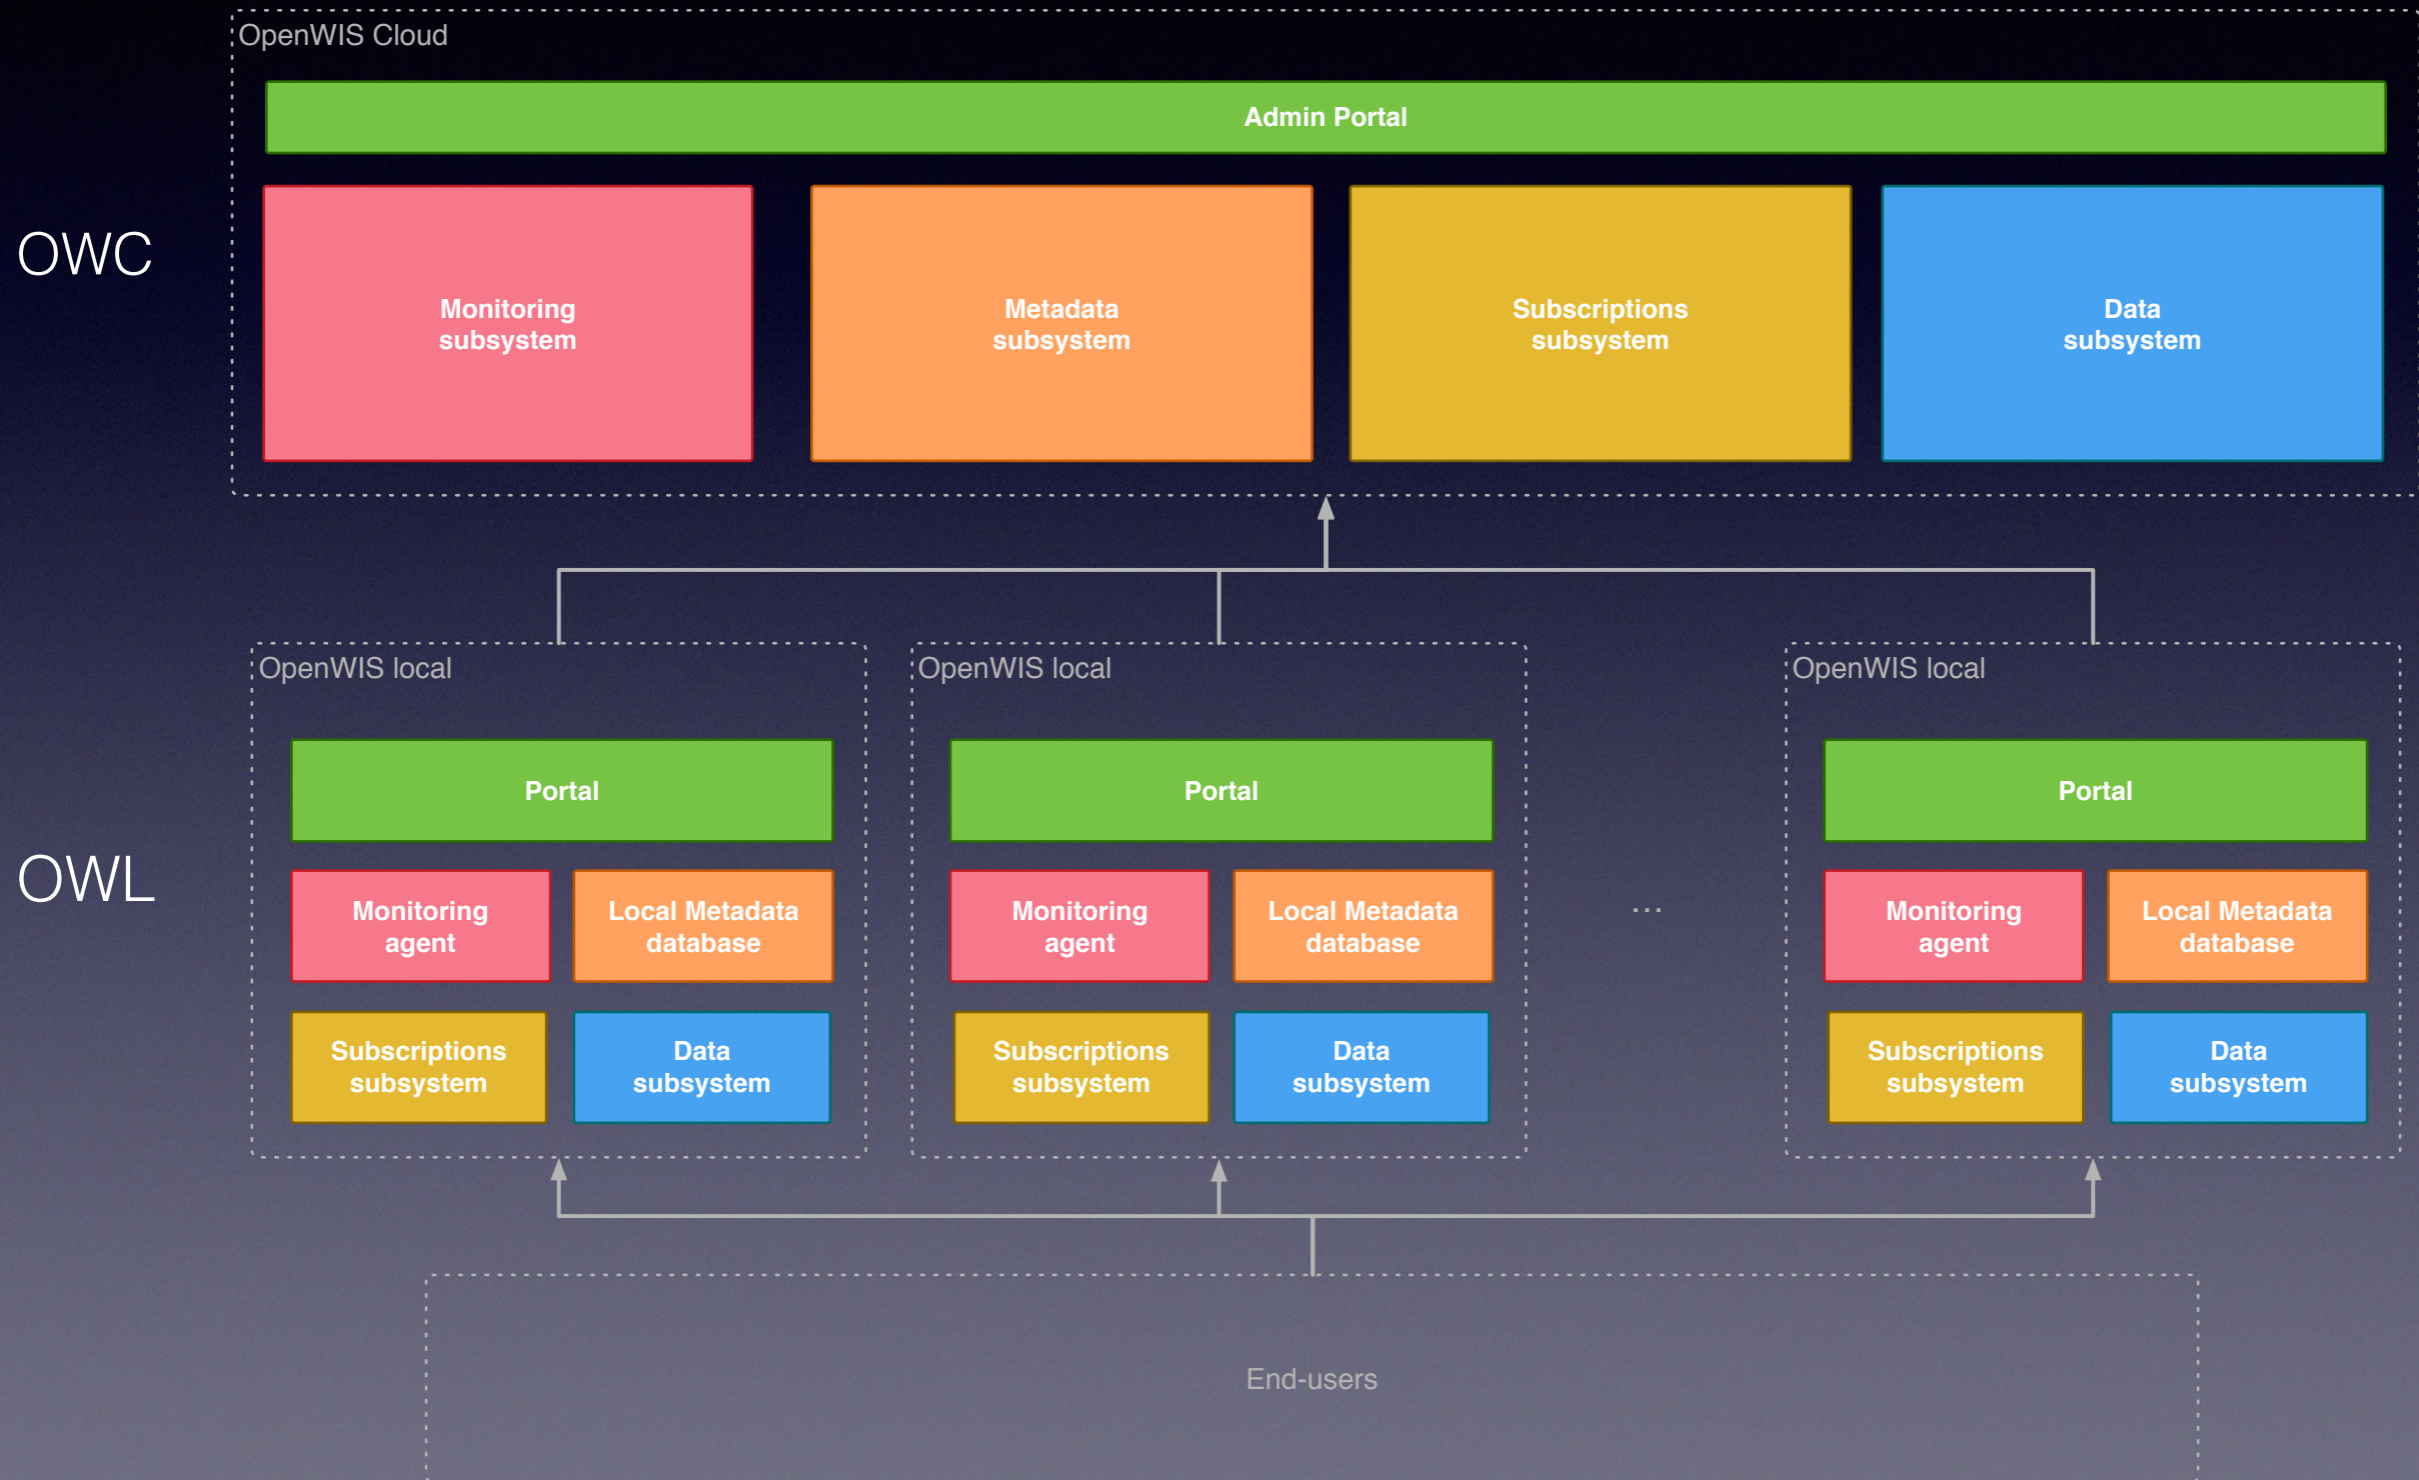 OpenWIS Cloud
Admin Portal
OWC
Monitoring
subsystem
Metadata
subsystem
Subscriptions
subsystem
Data
subsystem
OpenWIS local
OpenWIS local
OpenWIS local
OWL
Portal
Monitoring
agent
Local Metadata
database
Subscriptions
subsystem
Data
subsystem
Portal
Monitoring
agent
Local Metadata
database
Subscriptions
subsystem
Data
subsystem
...
Portal
Monitoring
agent
Local Metadata
database
Subscriptions
subsystem
Data
subsystem
End-users